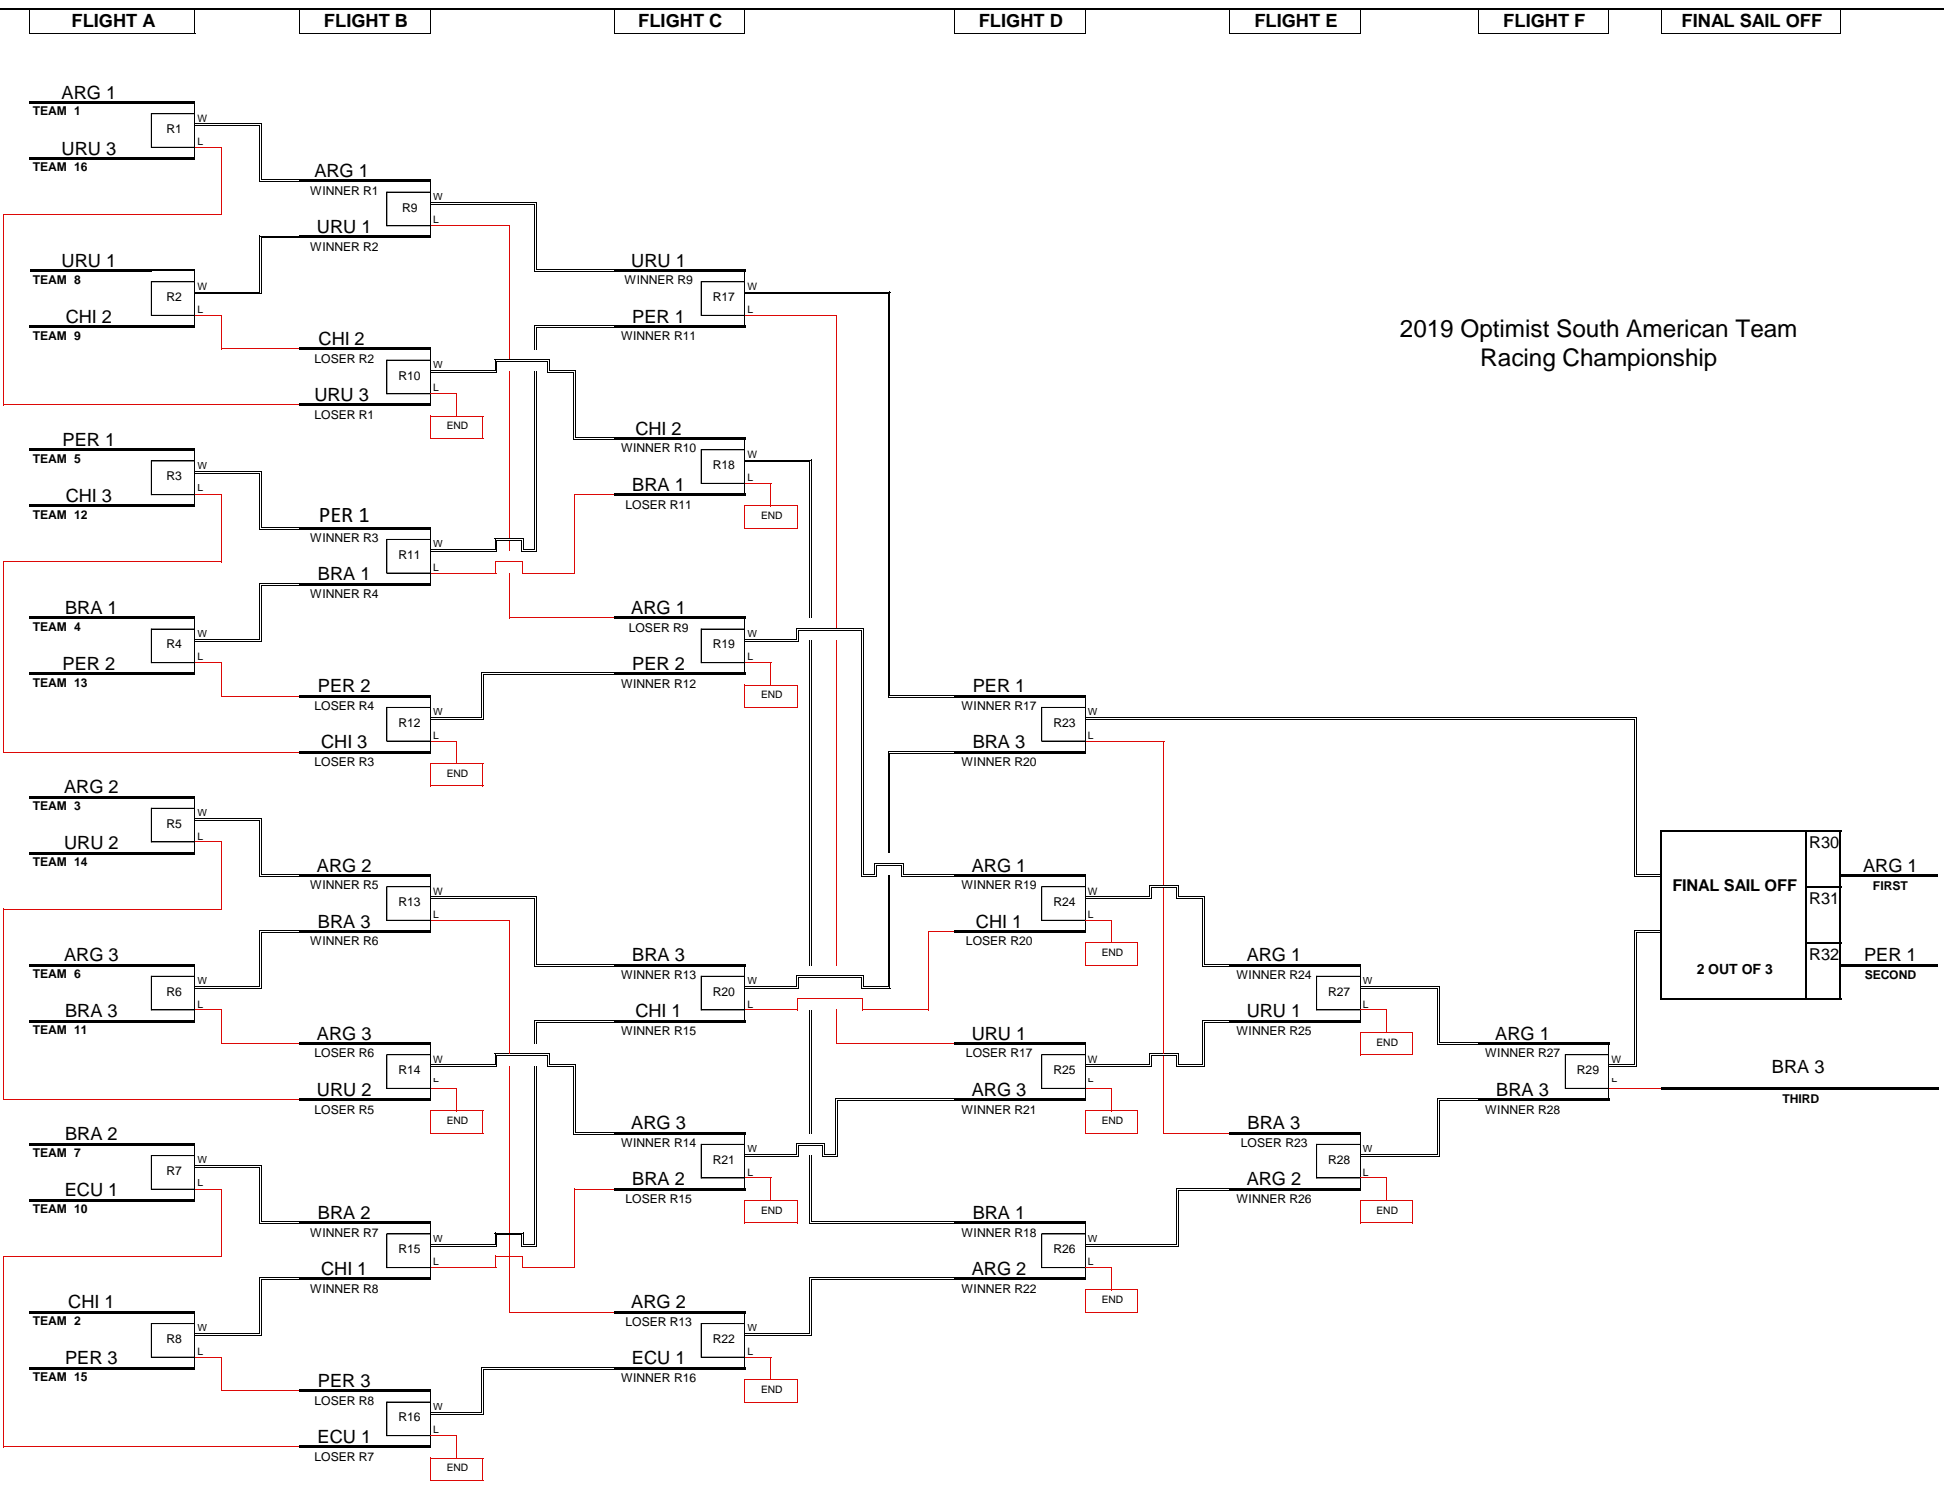 FLIGHT A
FLIGHT B
FLIGHT C
FLIGHT D
FLIGHT E
FLIGHT F
FINAL SAIL OFF
ARG 1
TEAM 1
R1
W
L
URU 3
TEAM 16
URU 1
TEAM 8
R2
W
L
CHI 2
TEAM 9
PER 1
TEAM 5
R3
W
L
CHI 3
TEAM 12
BRA 1
TEAM 4
R4
W
L
PER 2
TEAM 13
ARG 2
TEAM 3
R5
W
L
URU 2
TEAM 14
ARG 3
TEAM 6
R6
W
L
BRA 3
TEAM 11
BRA 2
TEAM 7
R7
W
L
ECU 1
TEAM 10
CHI 1
TEAM 2
R8
W
L
PER 3
TEAM 15
ARG 1
WINNER R1
R9
W
L
URU 1
WINNER R2
CHI 2
LOSER R2
R10
W
L
URU 3
LOSER R1
END
PER 1
WINNER R3
R11
W
L
BRA 1
WINNER R4
PER 2
LOSER R4
R12
W
L
CHI 3
LOSER R3
END
ARG 2
WINNER R5
R13
W
L
BRA 3
WINNER R6
ARG 3
LOSER R6
R14
W
L
URU 2
LOSER R5
END
BRA 2
WINNER R7
R15
W
L
CHI 1
WINNER R8
PER 3
LOSER R8
R16
W
L
ECU 1
LOSER R7
END
URU 1
WINNER R9
R17
W
L
PER 1
WINNER R11
CHI 2
WINNER R10
R18
W
L
BRA 1
LOSER R11
END
ARG 1
LOSER R9
R19
W
L
PER 2
WINNER R12
END
BRA 3
WINNER R13
R20
W
L
CHI 1
WINNER R15
ARG 3
WINNER R14
R21
W
L
BRA 2
LOSER R15
END
ARG 2
LOSER R13
R22
W
L
ECU 1
WINNER R16
END
PER 1
WINNER R17
R23
W
L
BRA 3
WINNER R20
ARG 1
WINNER R19
R24
W
L
CHI 1
LOSER R20
END
URU 1
LOSER R17
R25
W
L
ARG 3
WINNER R21
END
BRA 1
WINNER R18
R26
W
L
ARG 2
WINNER R22
END
ARG 1
WINNER R24
R27
W
L
URU 1
WINNER R25
END
BRA 3
LOSER R23
R28
W
L
ARG 2
WINNER R26
END
ARG 1
WINNER R27
R29
W
L
BRA 3
WINNER R28
2019 Optimist South American Team
Racing Championship
FINAL SAIL OFF
2 OUT OF 3
R30
R31
R32
ARG 1
FIRST
PER 1
SECOND
BRA 3
THIRD